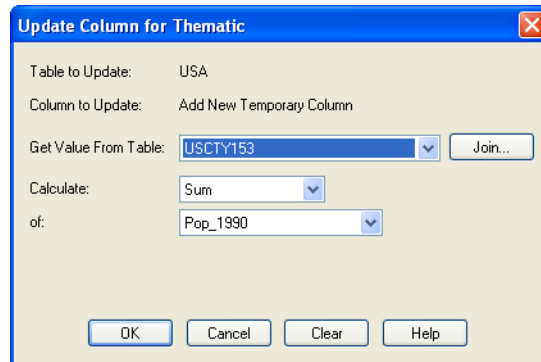 Update Column for Thematic
Table to Update: USA
Column to Update: Add New Temporary Column
Get Value From Table: USCTY153 Join...
Calculate: Sum
of: Pop_1990
OK Cancel Clear Help